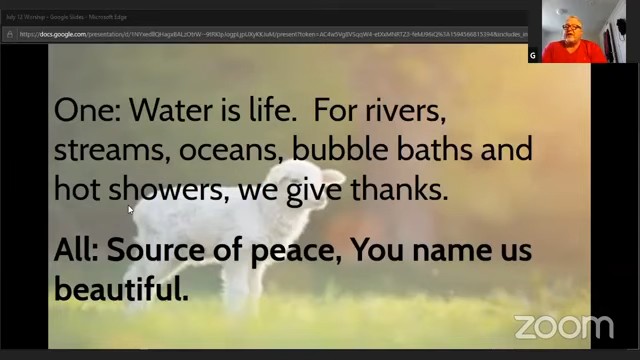 July 12 Worship - Google Slides - Microsoft Edge
One: Water is life.  For rivers,
streams, oceans, bubble baths and
hot showers, we give thanks.
All: Source of peace, You name us
beautiful.
G
zoom